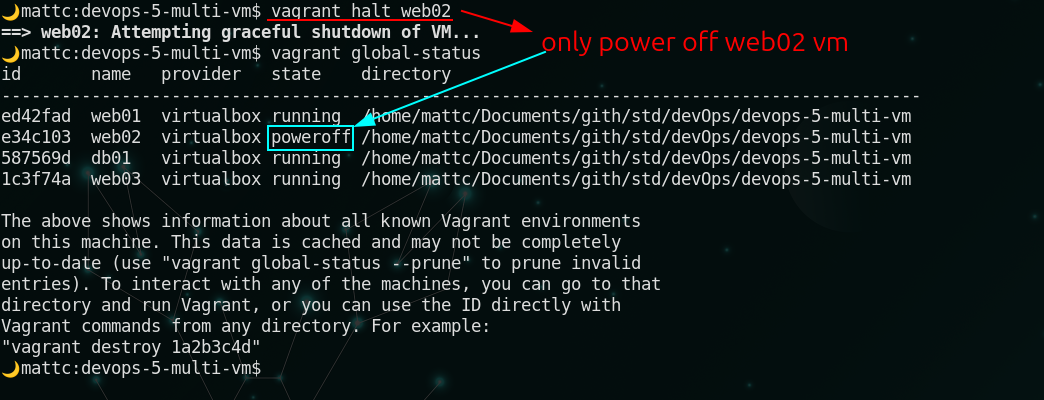 🌙mattc:devops-5-multi-vm$ vagrant halt web02
==> web02: Attempting graceful shutdown of VM...
only power off web02 vm
🌙mattc:devops-5-multi-vm$ vagrant global-status
id       name   provider   state    directory
--------------------------------------------------------------------------------------------
ed42fad  web01  virtualbox running  /home/mattc/Documents/gith/std/devOps/devops-5-multi-vm
e34c103  web02  virtualbox poweroff /home/mattc/Documents/gith/std/devOps/devops-5-multi-vm
587569d  db01   virtualbox running  /home/mattc/Documents/gith/std/devOps/devops-5-multi-vm
1c3f74a  web03  virtualbox running  /home/mattc/Documents/gith/std/devOps/devops-5-multi-vm
The above shows information about all known Vagrant environments
on this machine. This data is cached and may not be completely
up-to-date (use "vagrant global-status --prune" to prune invalid
entries). To interact with any of the machines, you can go to that
directory and run Vagrant, or you can use the ID directly with
Vagrant commands from any directory. For example:
"vagrant destroy 1a2b3c4d"
🌙mattc:devops-5-multi-vm$